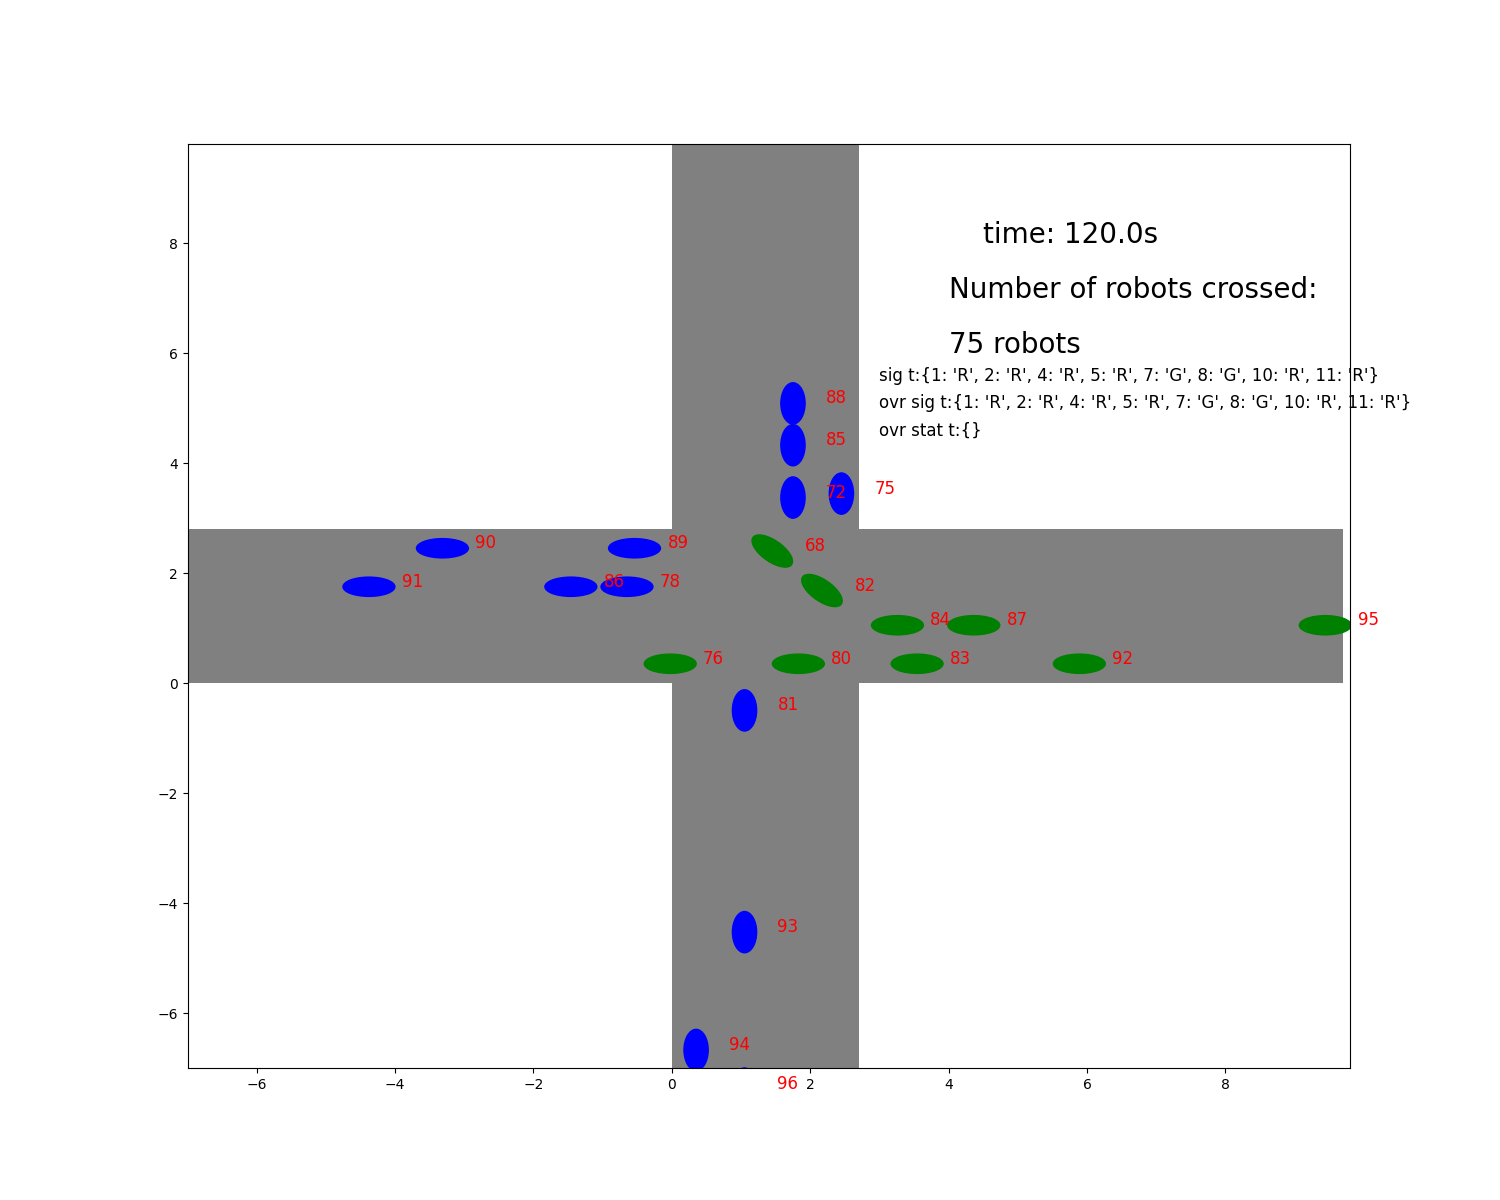 time: 120.0s
8
Number of robots crossed:
75 robots
6
sig t:{1: 'R', 2: 'R', 4: 'R', 5: 'R', 7: 'G', 8: 'G', 10: 'R', 11: 'R'}
88
ovr sig t:{1: 'R', 2: 'R', 4: 'R', 5: 'R', 7: 'G', 8: 'G', 10: 'R', 11: 'R'}
ovr stat t:{}
85
4
72 75
90 89 68
2
91 86 78 82
84 87 95
76 80 83 92
0
81
−2
−4
93
−6
94
96
−6 −4 −2 0 2 4 6 8